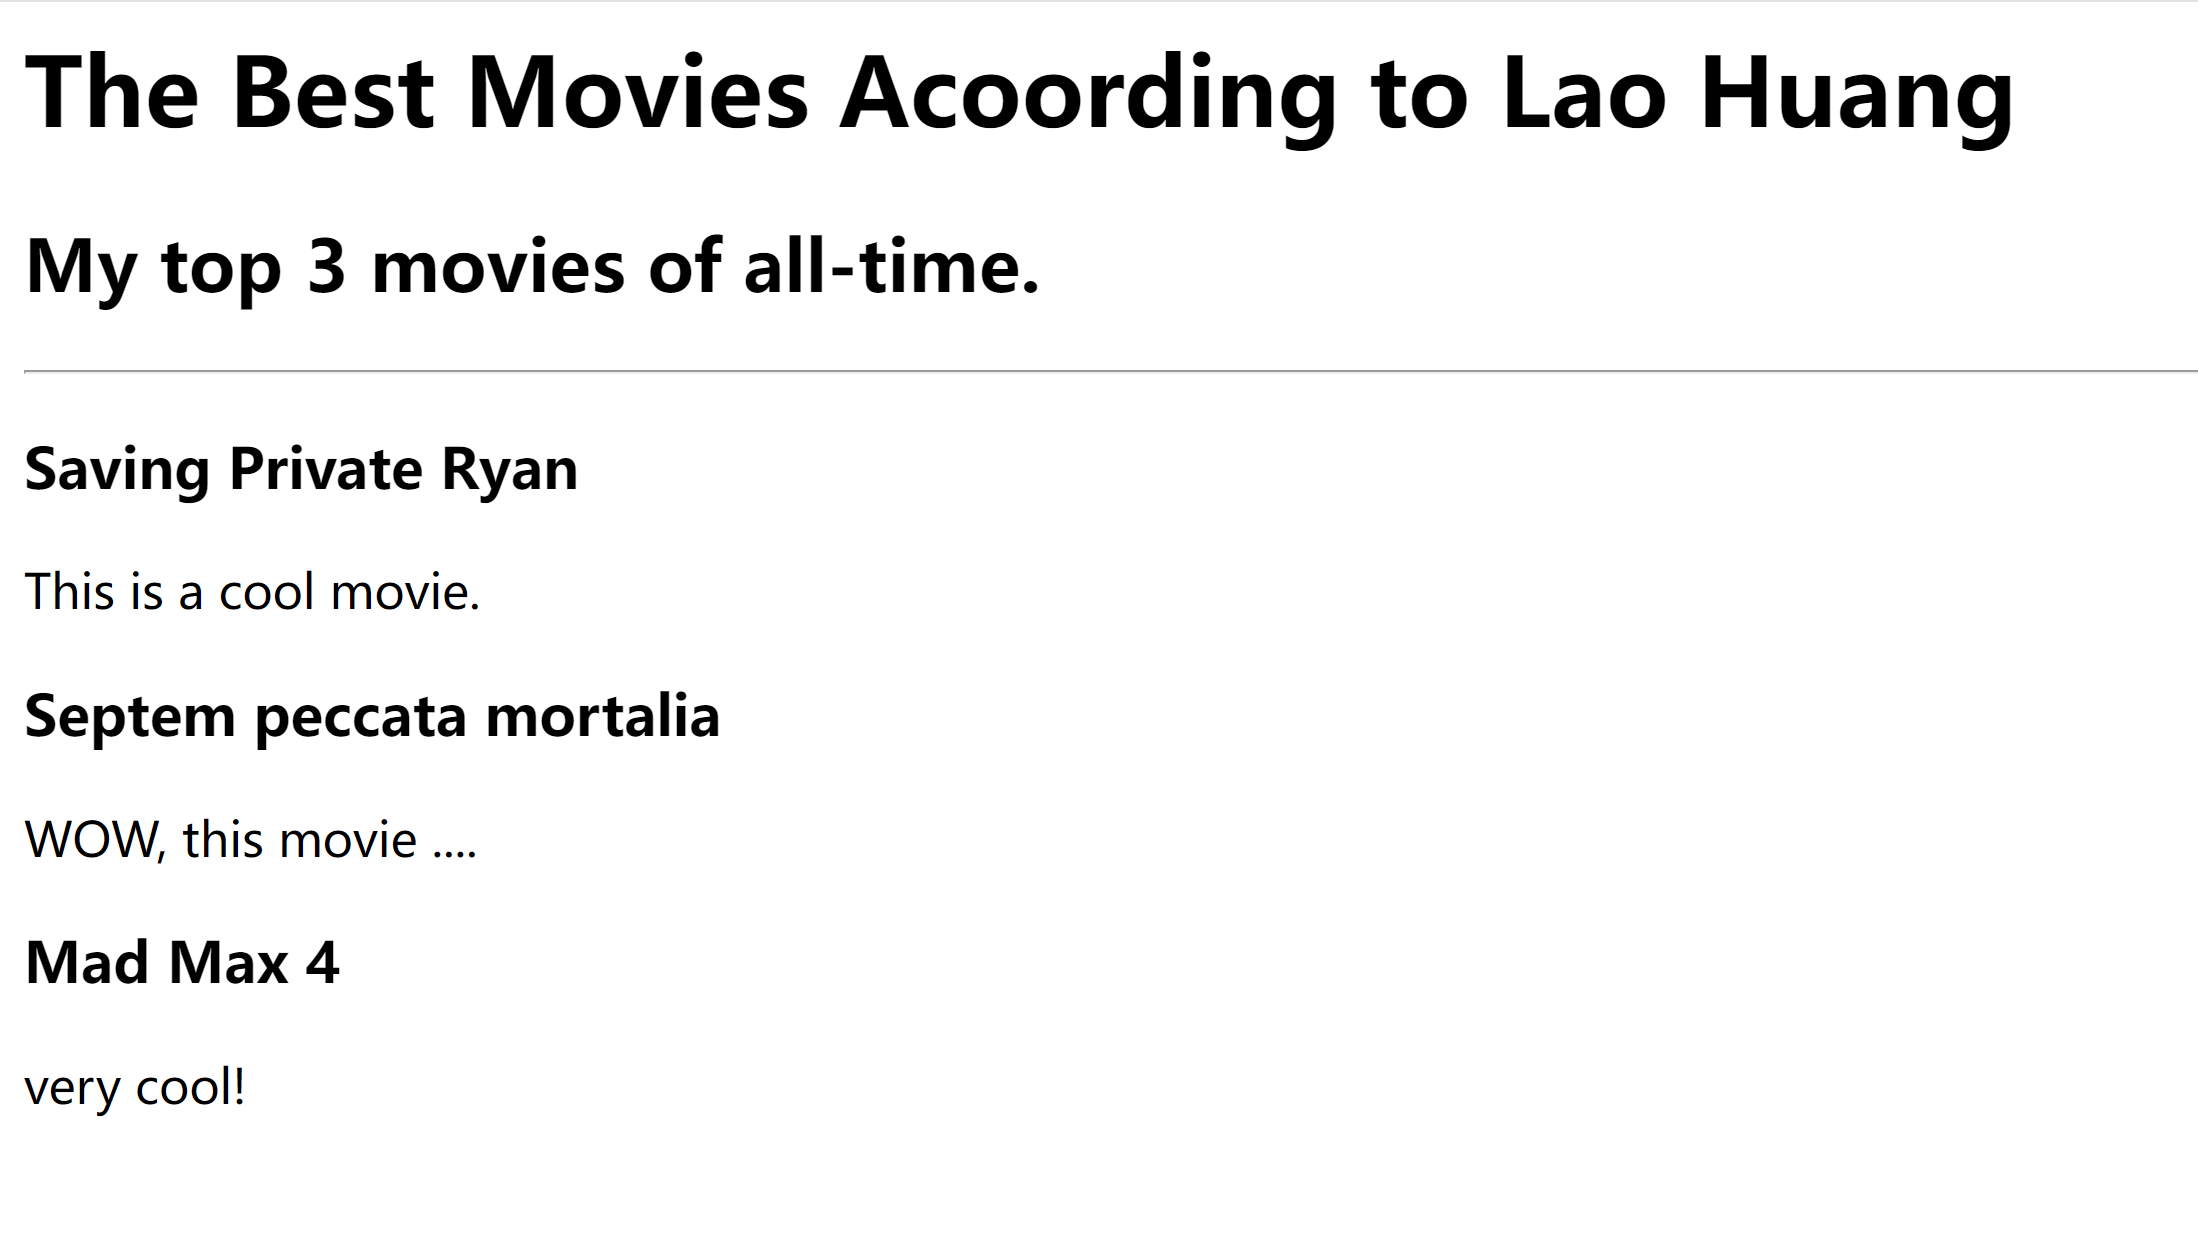 The Best Movies Acoording to Lao Huang
My top 3 movies of all-time.
Saving Private Ryan
This is a cool movie.
Septem peccata mortalia
WOW, this movie ....
Mad Max 4
very cool!